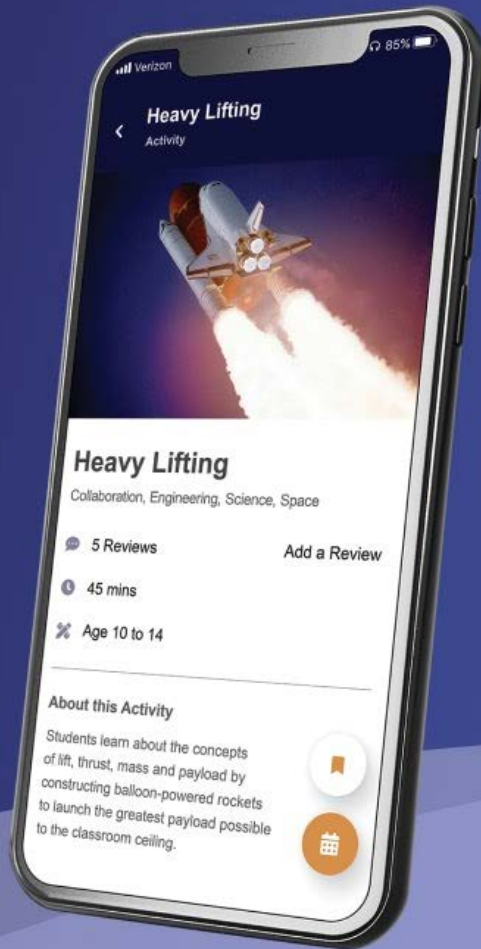 Verizon
85%
Heavy Lifting
Activity
Heavy Lifting
Collaboration, Engineering, Science, Space
5 Reviews
Add a Review
45 mins
Age 10 to 14
About this Activity
Students learn about the concepts
of lift, thrust, mass and payload by
constructing balloon-powered rockets
to launch the greatest payload possible
to the classroom ceiling.